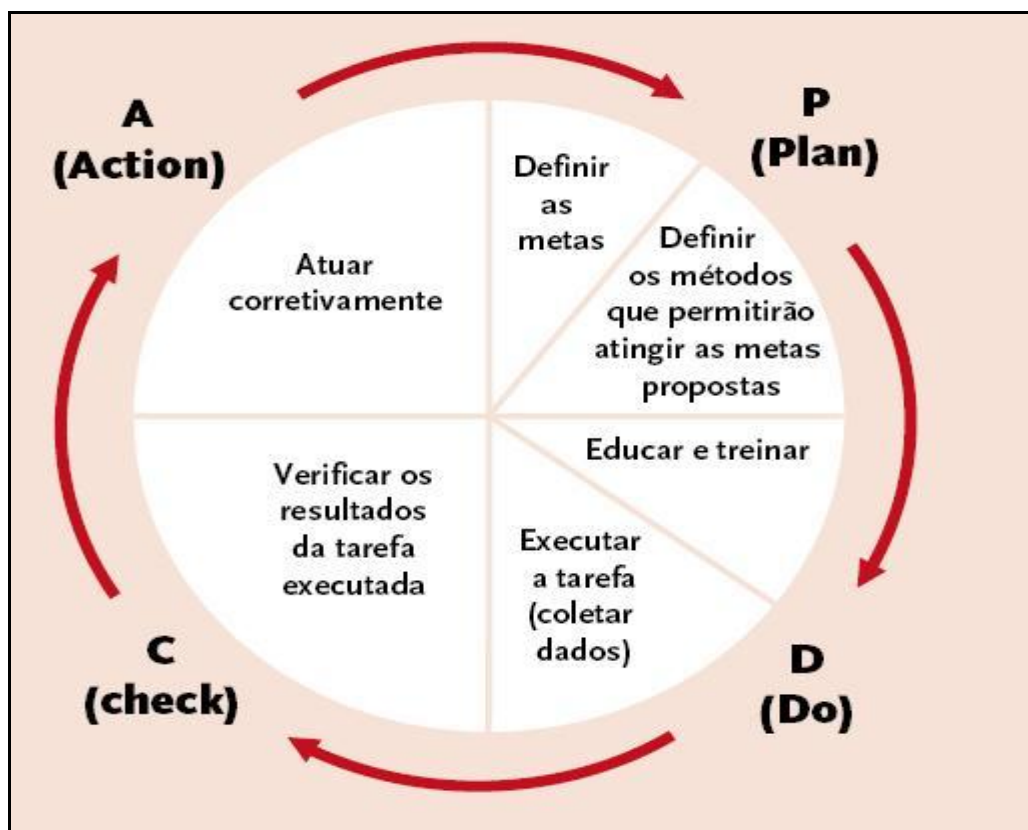 A
(Action)
P
(Plan)
Definir
as
metas
Definir
os métodos
que permitirão
atingir as metas
propostas
Atuar
corretivamente
Educar e treinar
Verificar os
resultados
da tarefa
executada
Executar
a tarefa
(coletar
dados)
C
(check)
D
(Do)